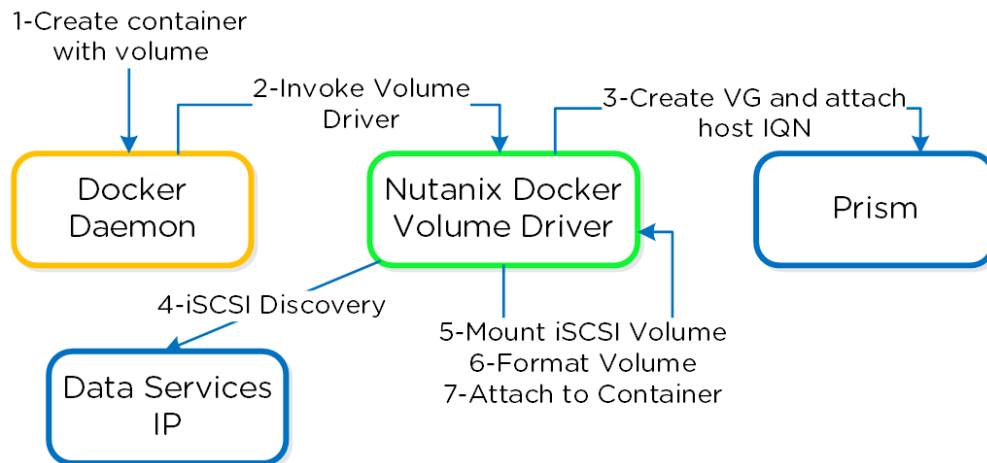 1-Create container
with volume
2-Invoke Volume
Driver
3-Create VG and attach
host IQN
Docker
Daemon
Nutanix Docker
Volume Driver
Prism
4-iSCSI Discovery
5-Mount iSCSI Volume
6-Format Volume
7-Attach to Container
Data Services
IP